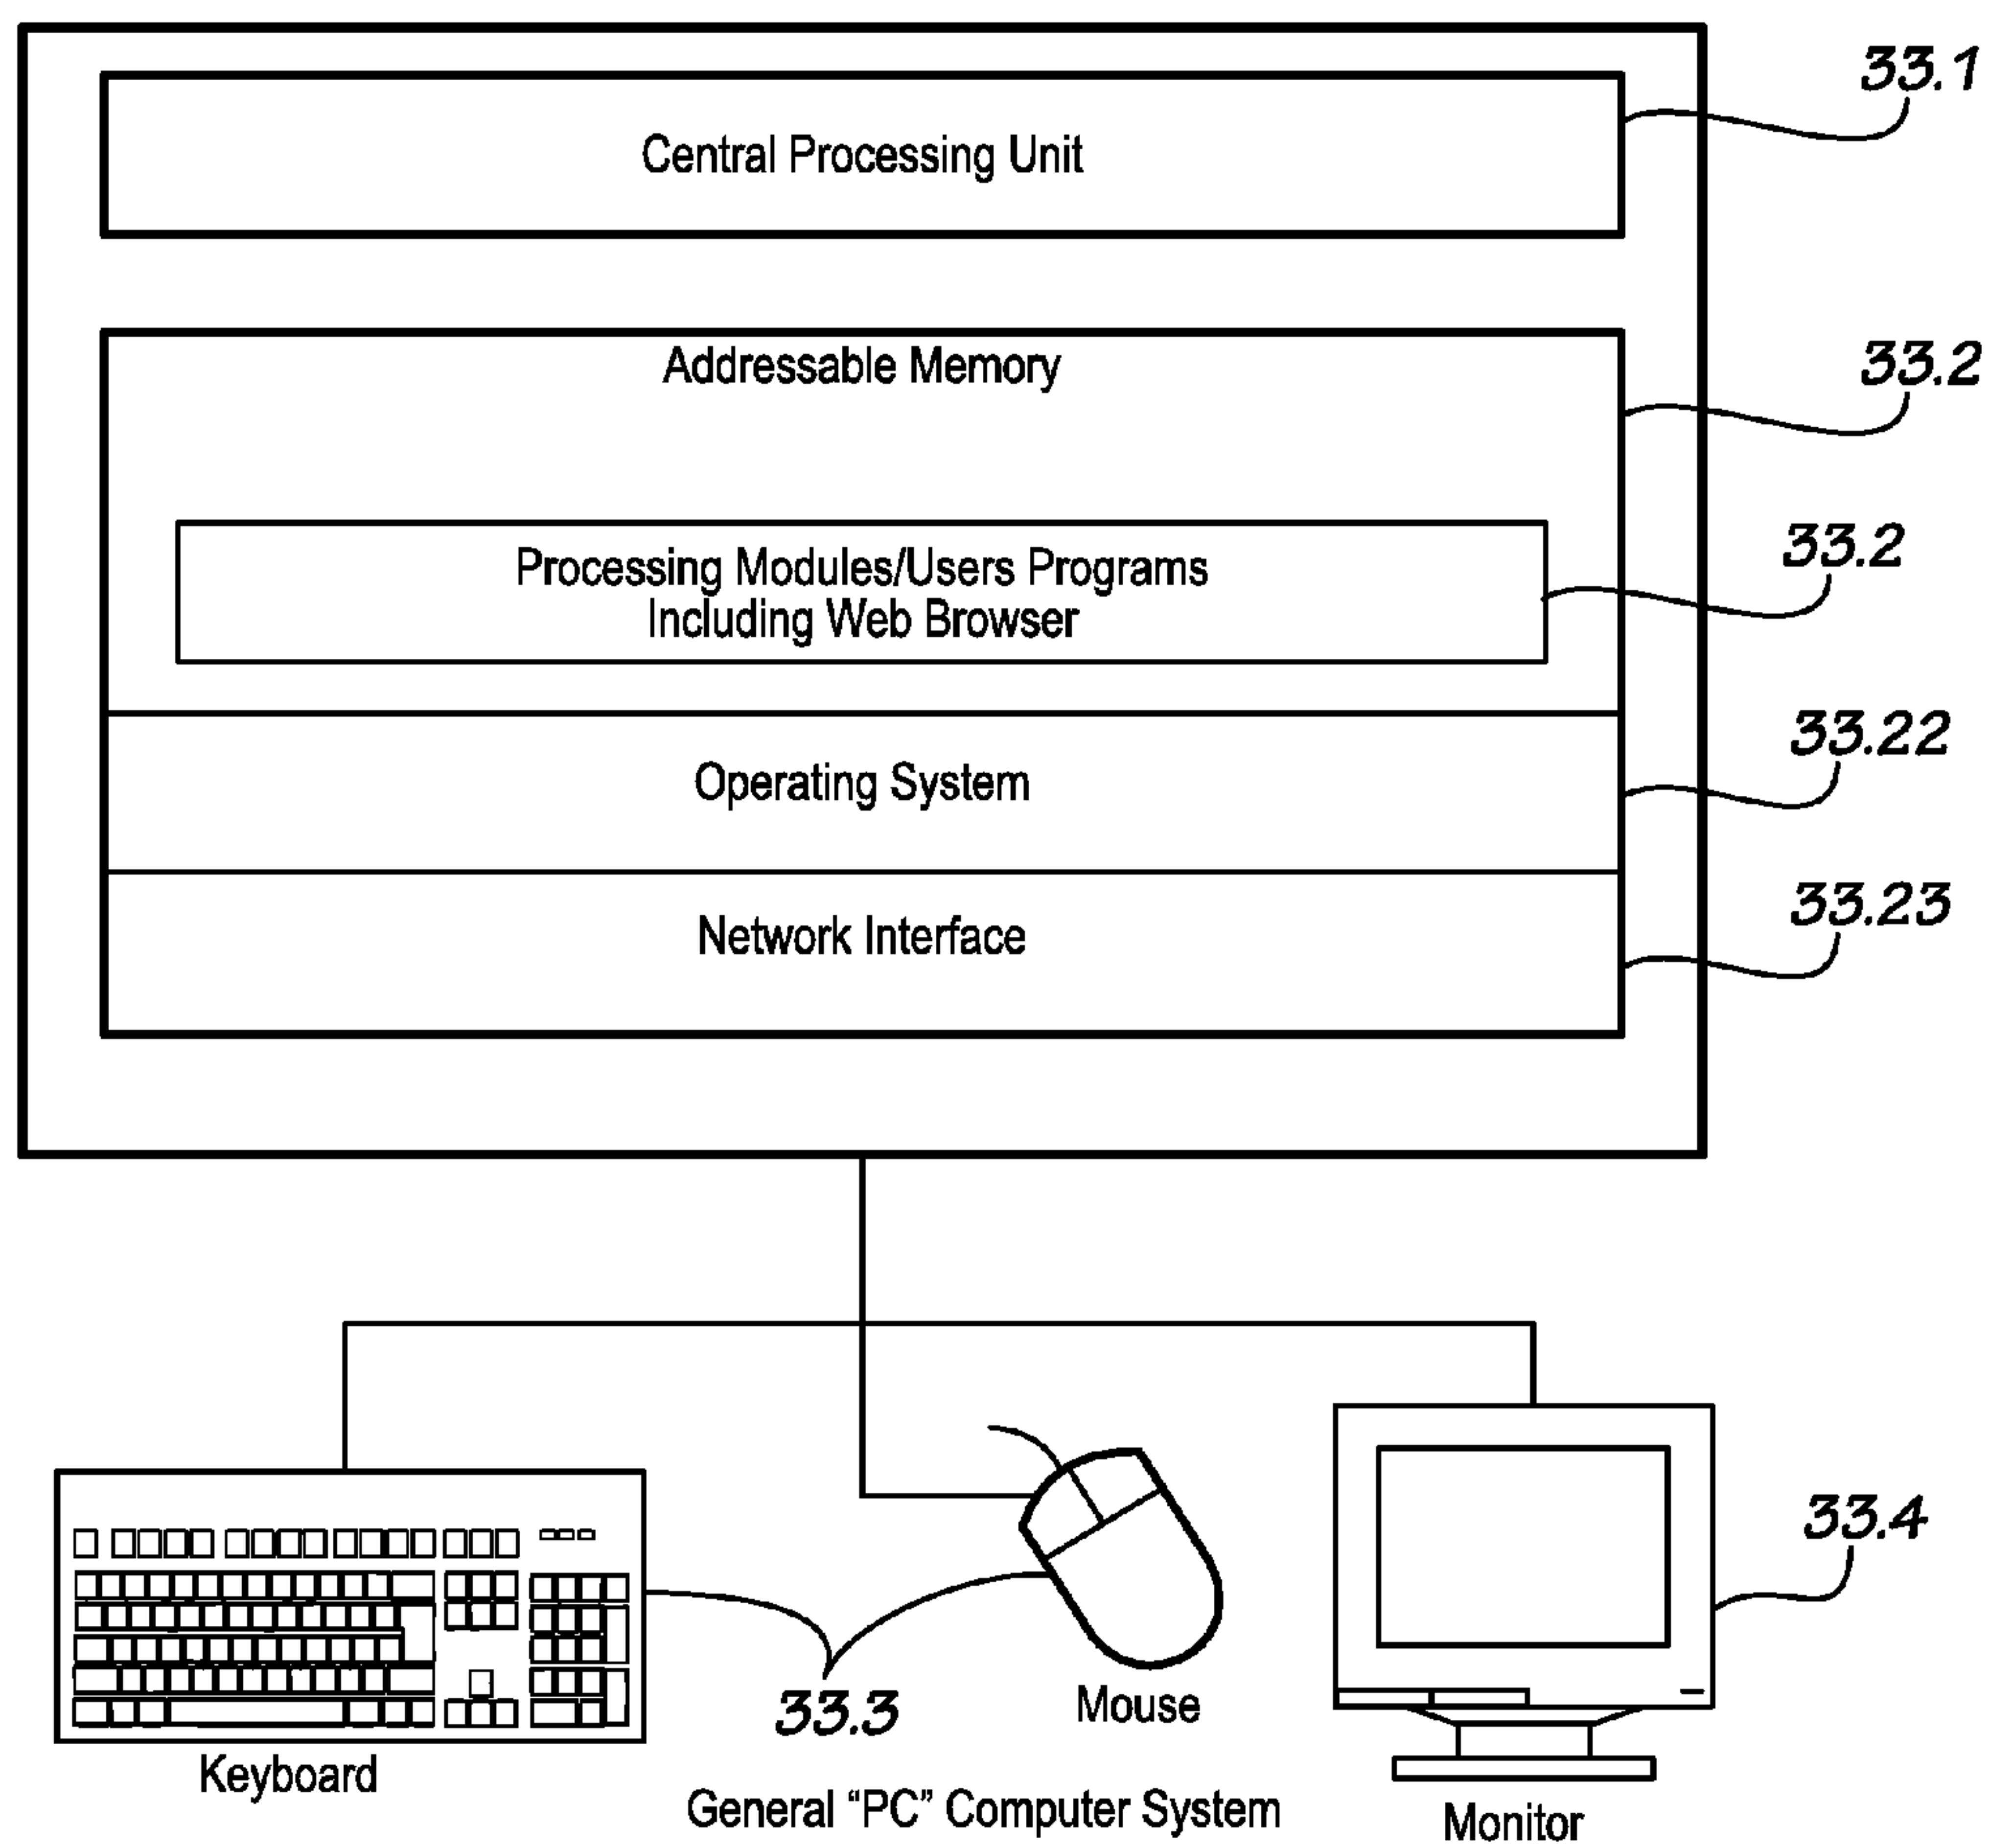 33.1
Central Processing Unit
Addressable Memory
33.2
Processing Modules/Users Programs
Including Web Browser
33.2
Operating System
33.22
Network Interface
33.23
33.4
33.3
Mouse
Keyboard
General “PC” Computer System
Monitor